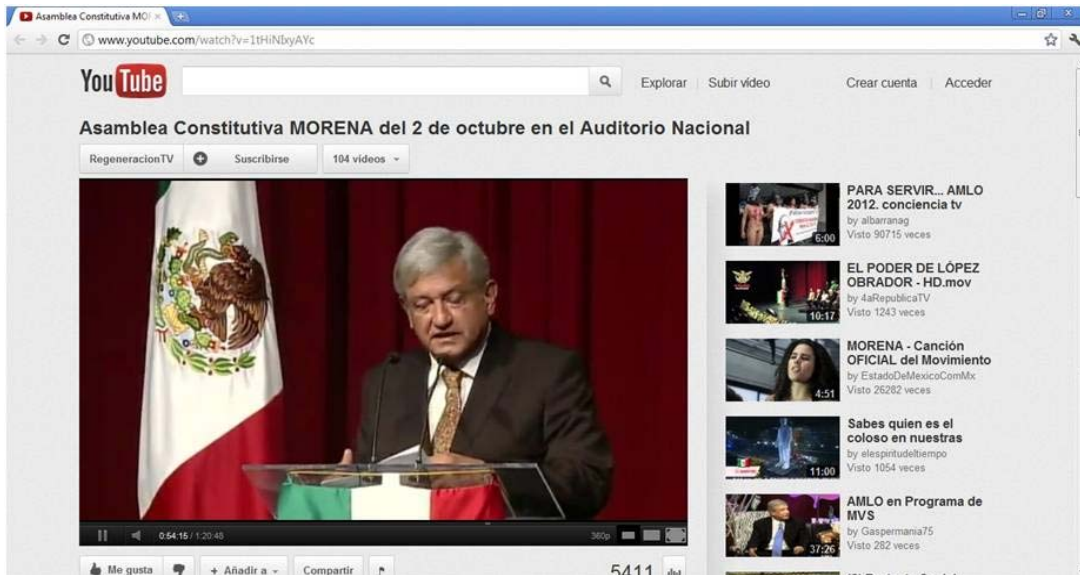 Asamblea Constitutiva MO
www.youtube.com/watch?v=1tHiNIxyAYc
YouTube
Explorar
Subir vídeo
Crear cuenta
Acceder
Asamblea Constitutiva MORENA del 2 de octubre en el Auditorio Nacional
RegeneracionTV
Suscribirse
104 vídeos
0:54:15 / 1:20:48
360p
Me gusta
+ Añadir a
Compartir
5411
6:00
PARA SERVIR... AMLO
2012. conciencia tv
by albarranag
Visto 90715 veces
10:17
EL PODER DE LÓPEZ
OBRADOR - HD.mov
by 4aRepublicaTV
Visto 1243 veces
4:51
MORENA - Canción
OFICIAL del Movimiento
by EstadoDeMexicoComMx
Visto 26282 veces
11:00
Sabes quien es el
coloso en nuestras
by elespiritudeltiempo
Visto 1054 veces
37:26
AMLO en Programa de
MVS
by Gaspermania75
Visto 282 veces